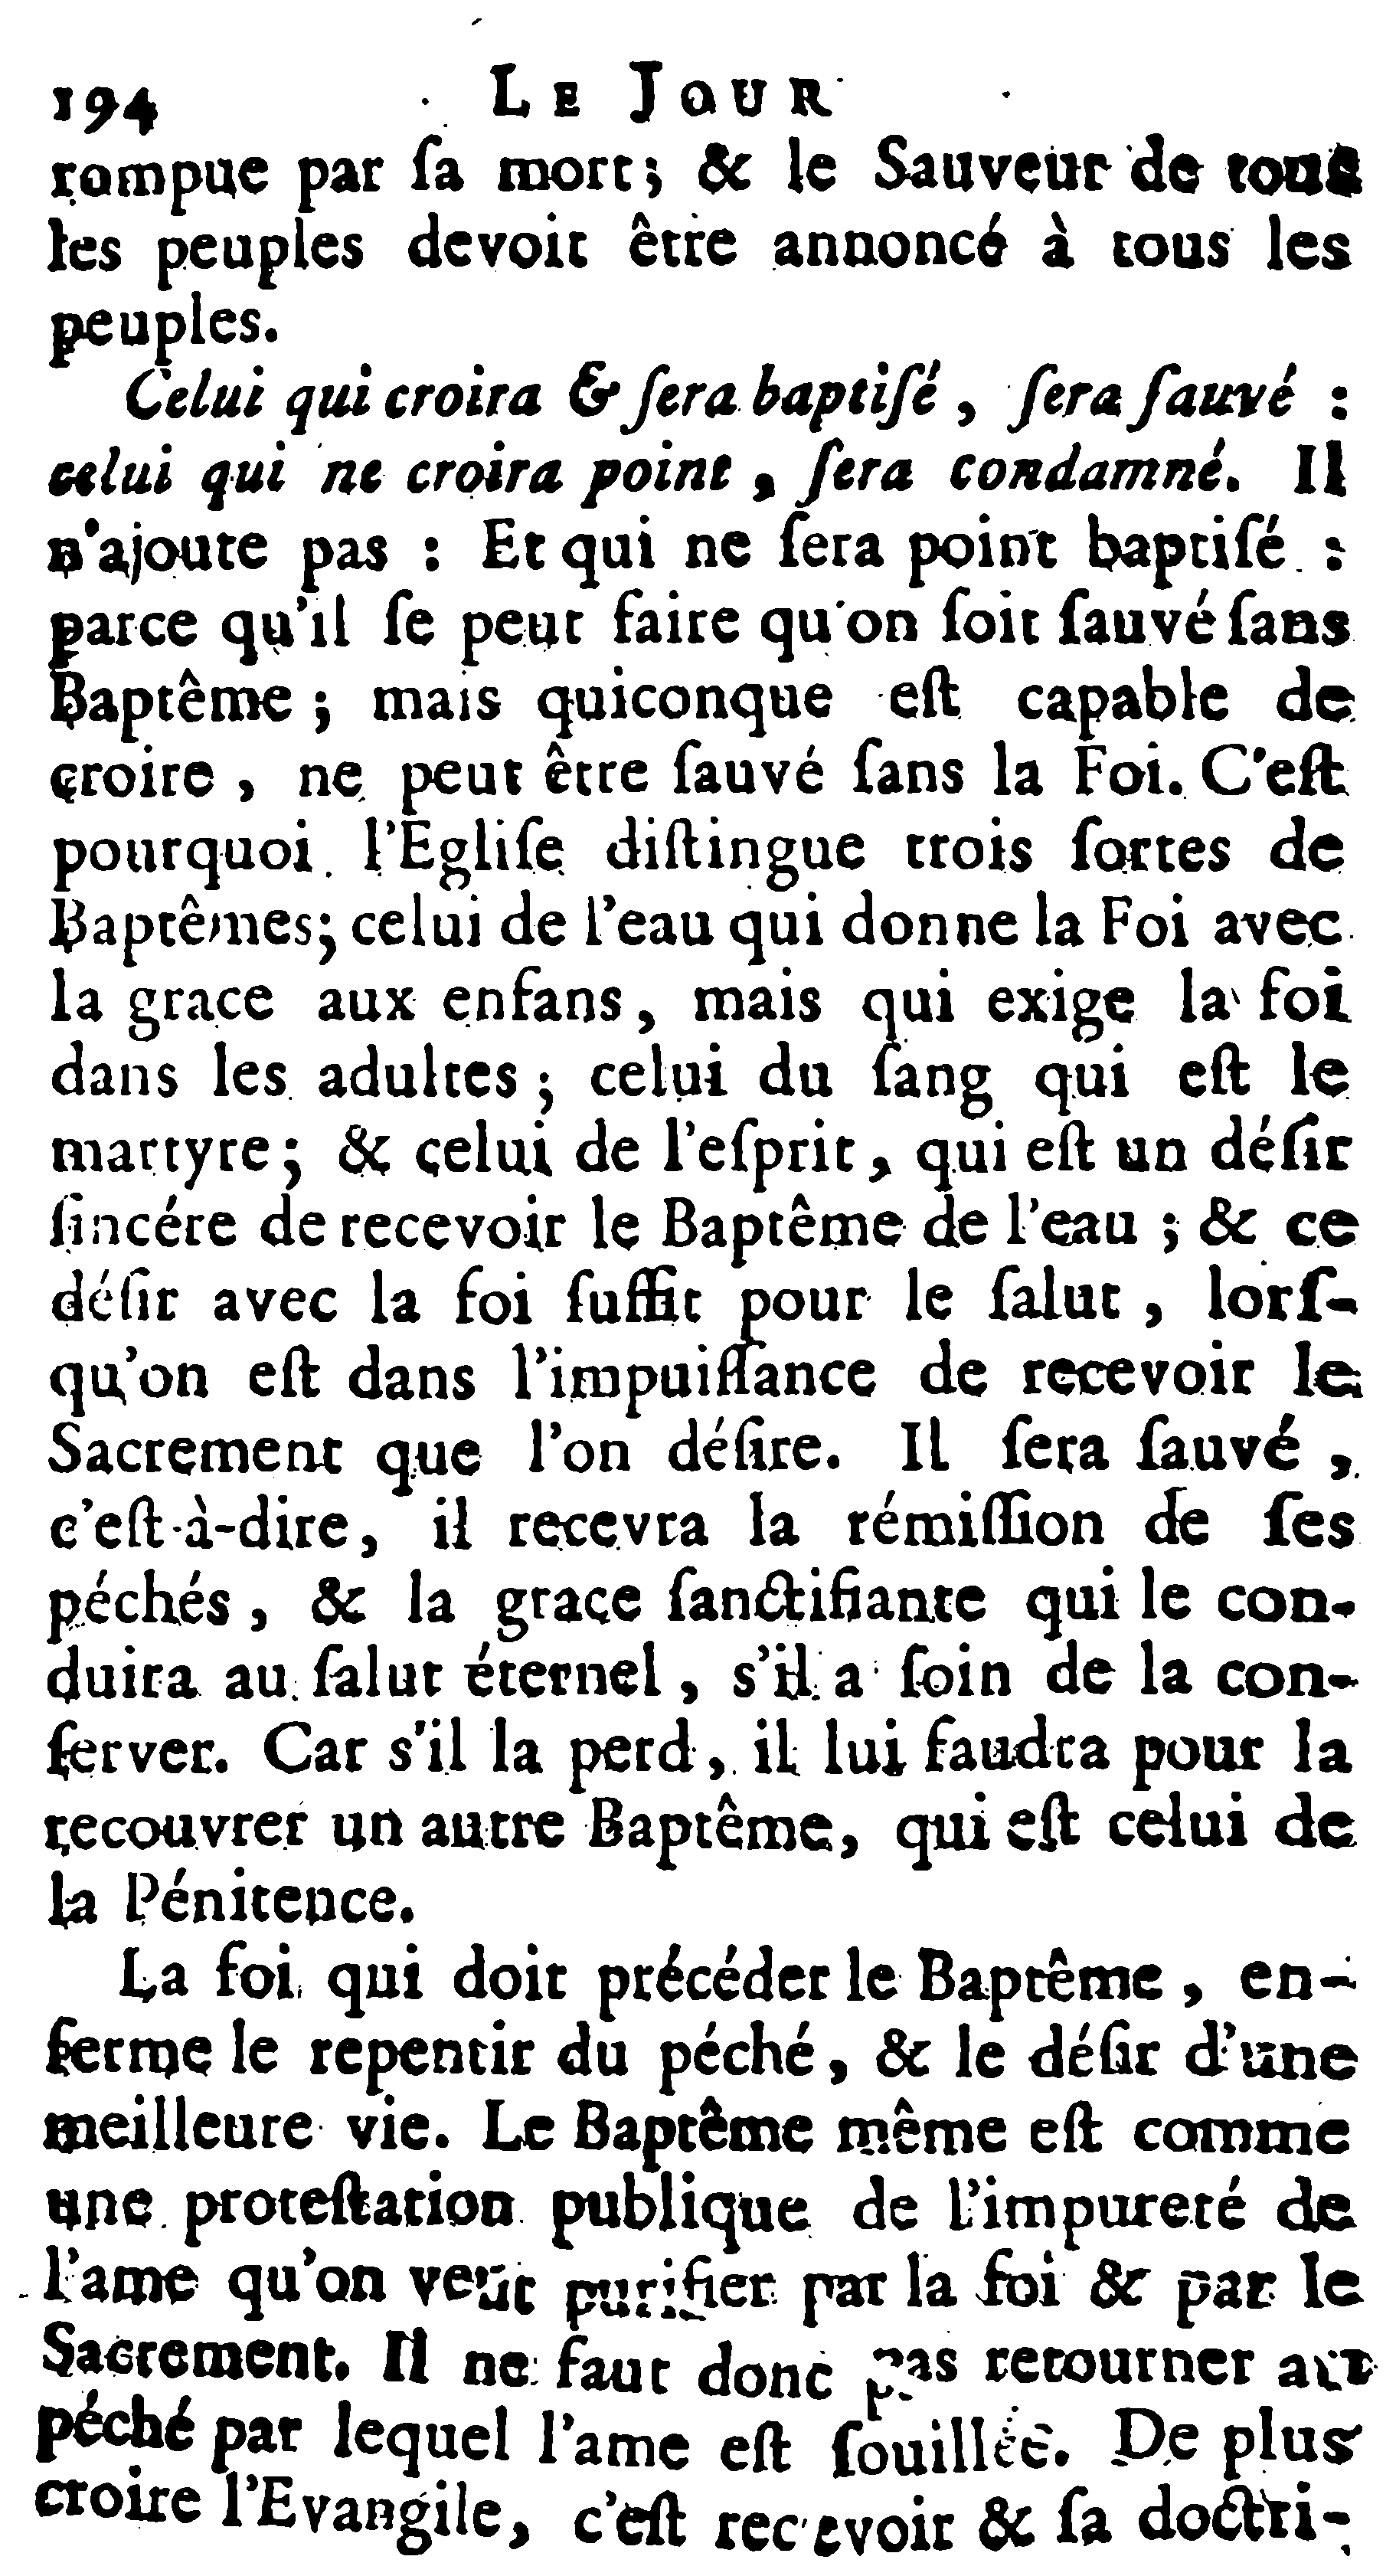 194 LE JOUR
rompue par ſa mort; & le Sauveur de tous
les peuples devoit être annoncé à tous les
peuples.
Celui qui croira & ſera baptiſé, ſera ſauvé :
celui qui ne croira point, ſera condamné. Il
n'ajoute pas : Et qui ne ſera point baptiſé :
parce qu'il ſe peut faire qu'on ſoit ſauvé ſans
Baptême ; mais quiconque eſt capable de
croire, ne peut être ſauvé ſans la Foi. C'eſt
pourquoi l'Egliſe diſtingue trois ſortes de
Baptêmes; celui de l'eau qui donne la Foi avec
la grace aux enfans, mais qui exige la foi
dans les adultes ; celui du ſang qui eſt le
martyre; & celui de l'eſprit, qui eſt un déſir
ſincére de recevoir le Baptême de l'eau ; & ce
déſir avec la foi ſuffit pour le ſalut, lorſ-
qu'on eſt dans l'impuiſſance de recevoir le
Sacrement que l'on déſire. Il ſera ſauvé,
c'eſt-à-dire, il recevra la rémiſſion de ſes
péchés, & la grace ſanctifiante qui le con-
duira au ſalut éternel, s'il a ſoin de la con-
ſerver. Car s'il la perd, il lui faudra pour la
recouvrer un autre Baptême, qui eſt celui de
la Pénitence.
La foi qui doit précéder le Baptême, en-
ferme le repentir du péché, & le déſir d'une
meilleure vie. Le Baptême même eſt comme
une proteſtation publique de l'impureté de
l'ame qu'on veut purifier par la foi & par le
Sacrement. Il ne faut donc pas retourner au
péché par lequel l'ame eſt ſouillée. De plus
croire l'Evangile, c'eſt recevoir & ſa doctri-